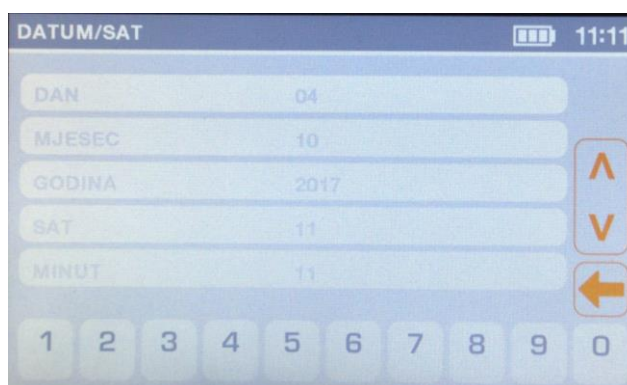 DATUM/SAT 11:11
DAN 04
MJESEC 10
GODINA 2017
SAT 11
MINUT 11
1 2 3 4 5 6 7 8 9 0